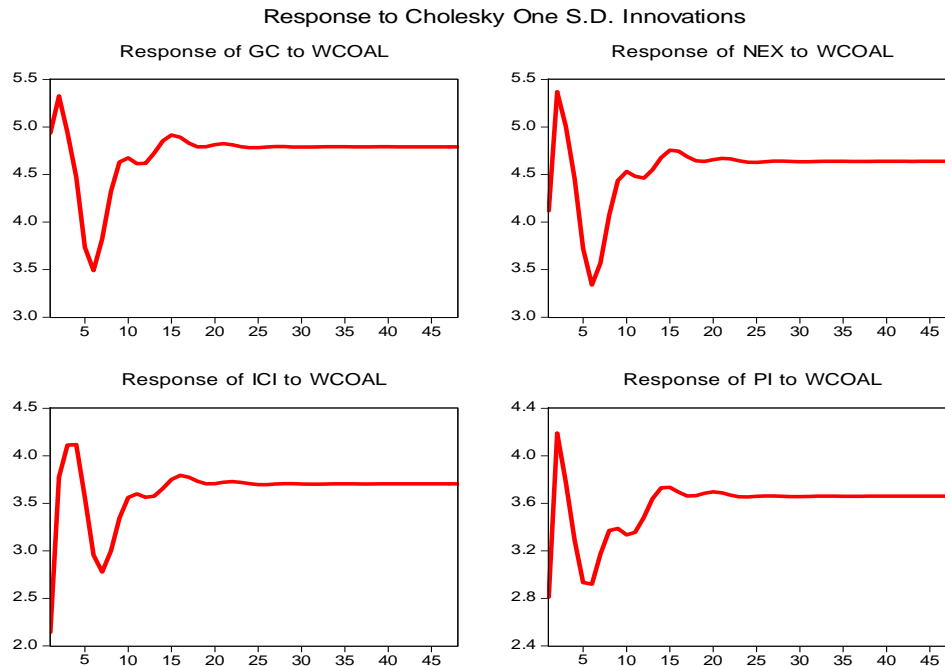 Response to Cholesky One S.D. Innovations
Response of GC to WCOAL
5.5
5.0
4.5
4.0
3.5
3.0
5 10 15 20 25 30 35 40 45
Response of NEX to WCOAL
5.5
5.0
4.5
4.0
3.5
3.0
5 10 15 20 25 30 35 40 45
Response of ICI to WCOAL
4.5
4.0
3.5
3.0
2.5
2.0
5 10 15 20 25 30 35 40 45
Response of PI to WCOAL
4.4
4.0
3.6
3.2
2.8
2.4
5 10 15 20 25 30 35 40 45